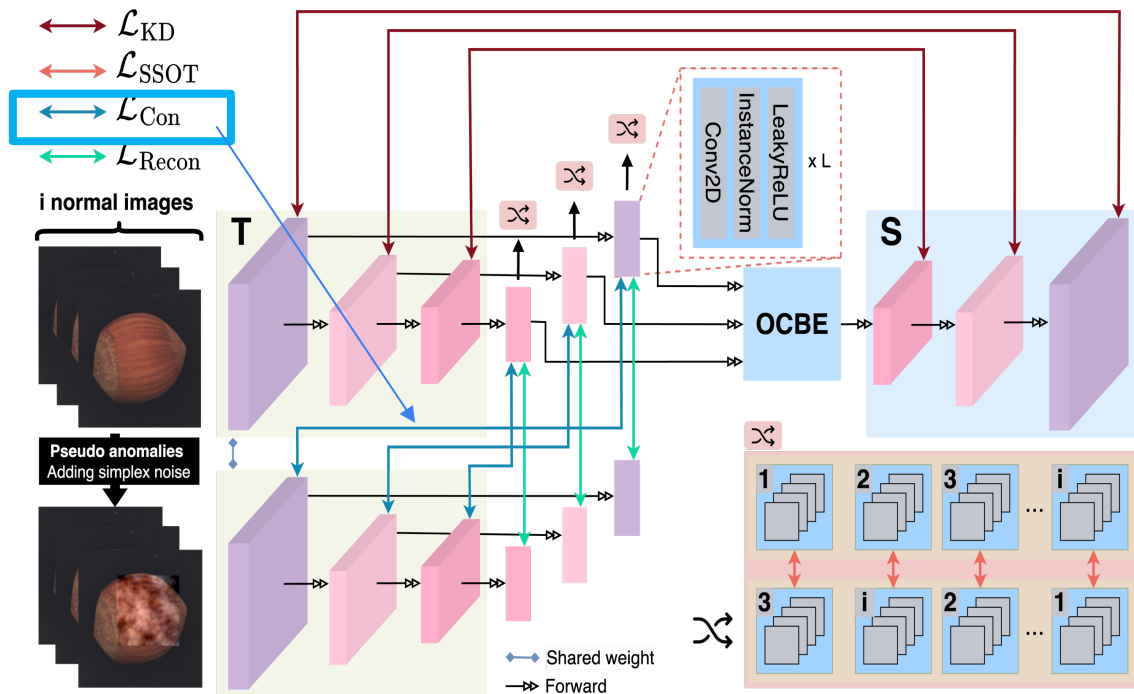 ℒKD
ℒSSOT
ℒCon
ℒRecon
i normal images
T
Conv2D
InstanceNorm
LeakyReLU
x L
S
OCBE
Pseudo anomalies
Adding simplex noise
1 2 3 ... i
3 i 2 ... 1
Shared weight
Forward